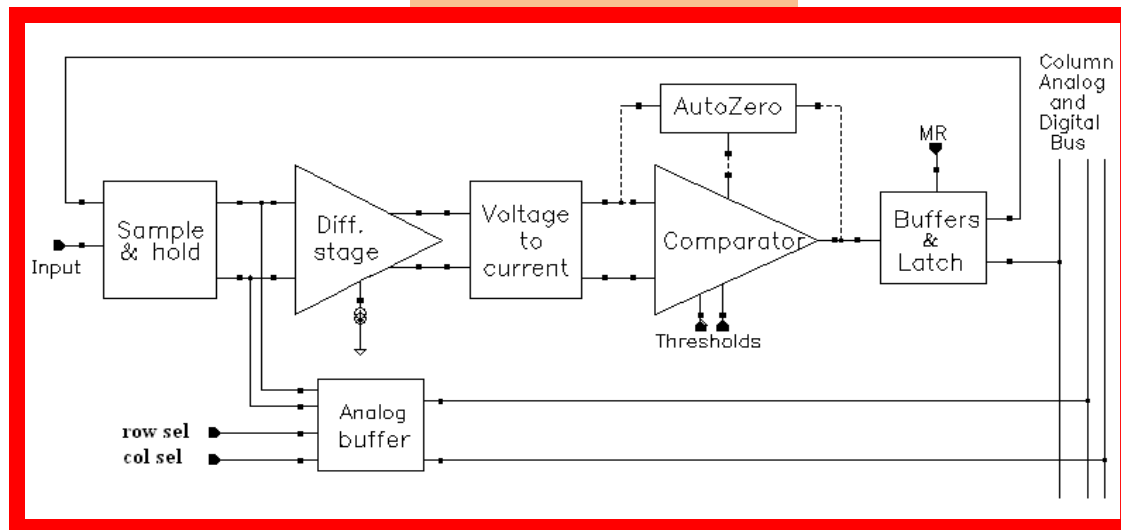 Column
Analog
and
Digital
Bus
AutoZero
MR
Sample
& hold
Diff.
stage
Voltage
to
current
Comparator
Buffers
&
Latch
Input
Thresholds
Analog
buffer
row sel
col sel